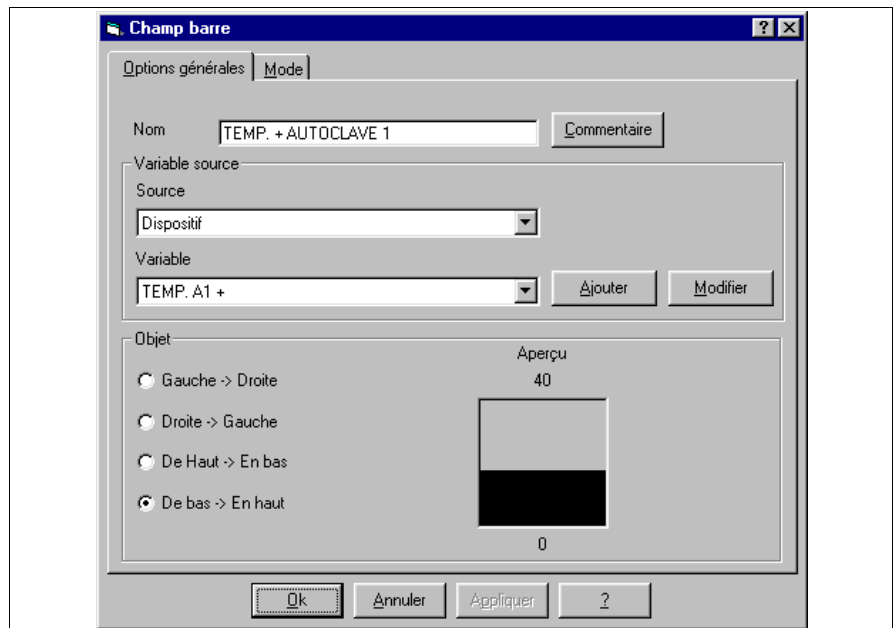 Champ barre
Options générales
Mode
Nom
TEMP. + AUTOCLAVE 1
Commentaire
Variable source
Source
Dispositif
Variable
TEMP. A1 +
Ajouter
Modifier
Objet
Aperçu
Gauche -> Droite
40
Droite -> Gauche
De Haut -> En bas
De bas -> En haut
0
Ok
Annuler
Appliquer
?